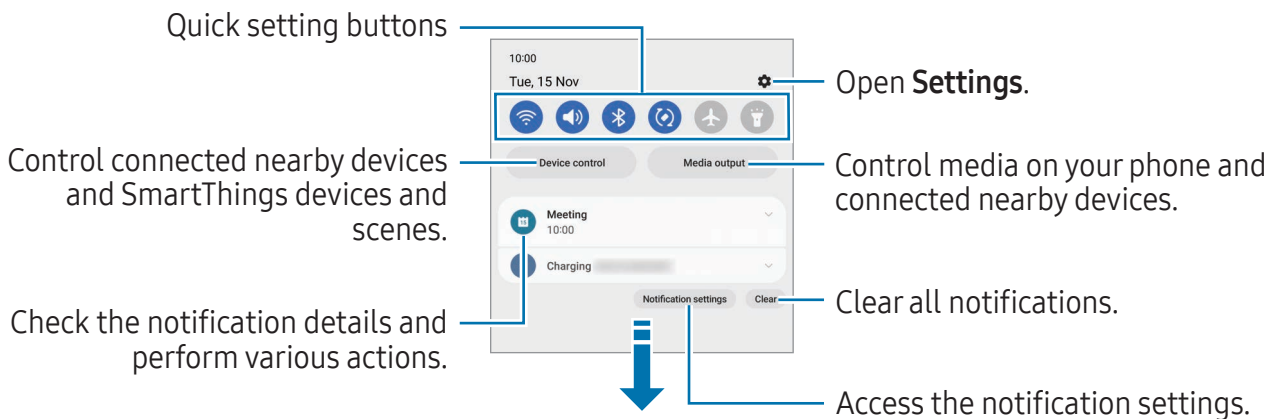 Quick setting buttons
10:00
Tue, 15 Nov
Open Settings.
Control connected nearby devices
and SmartThings devices and
scenes.
Device control
Media output
Control media on your phone and
connected nearby devices.
Meeting
10:00
Charging
Notification settings
Clear
Clear all notifications.
Check the notification details and
perform various actions.
Access the notification settings.